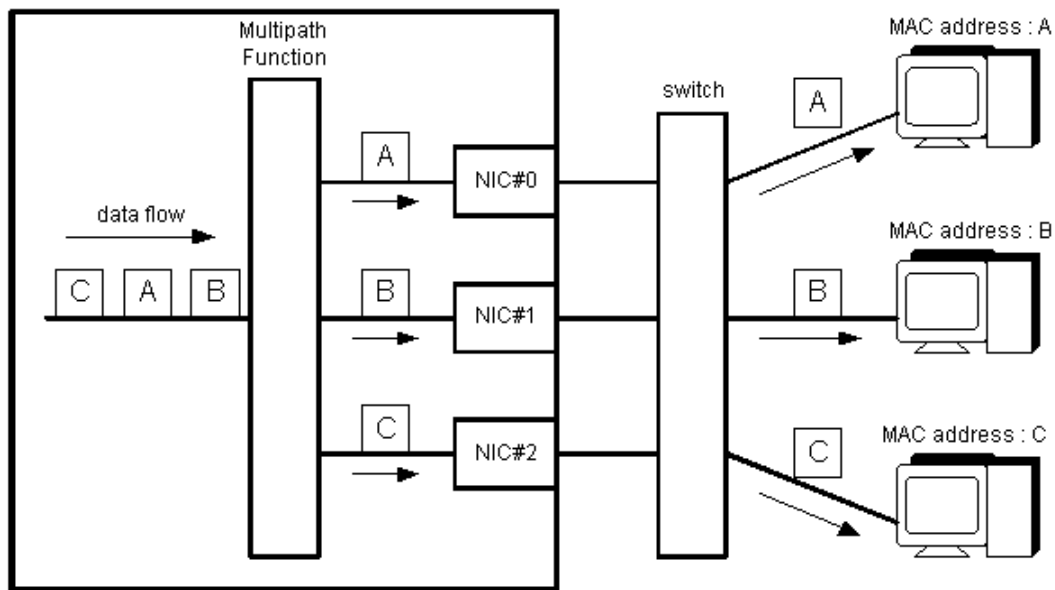 Multipath
Function
MAC address : A
switch
A
A
NIC#0
data flow
MAC address : B
C A B
B
NIC#1
B
C
NIC#2
MAC address : C
C